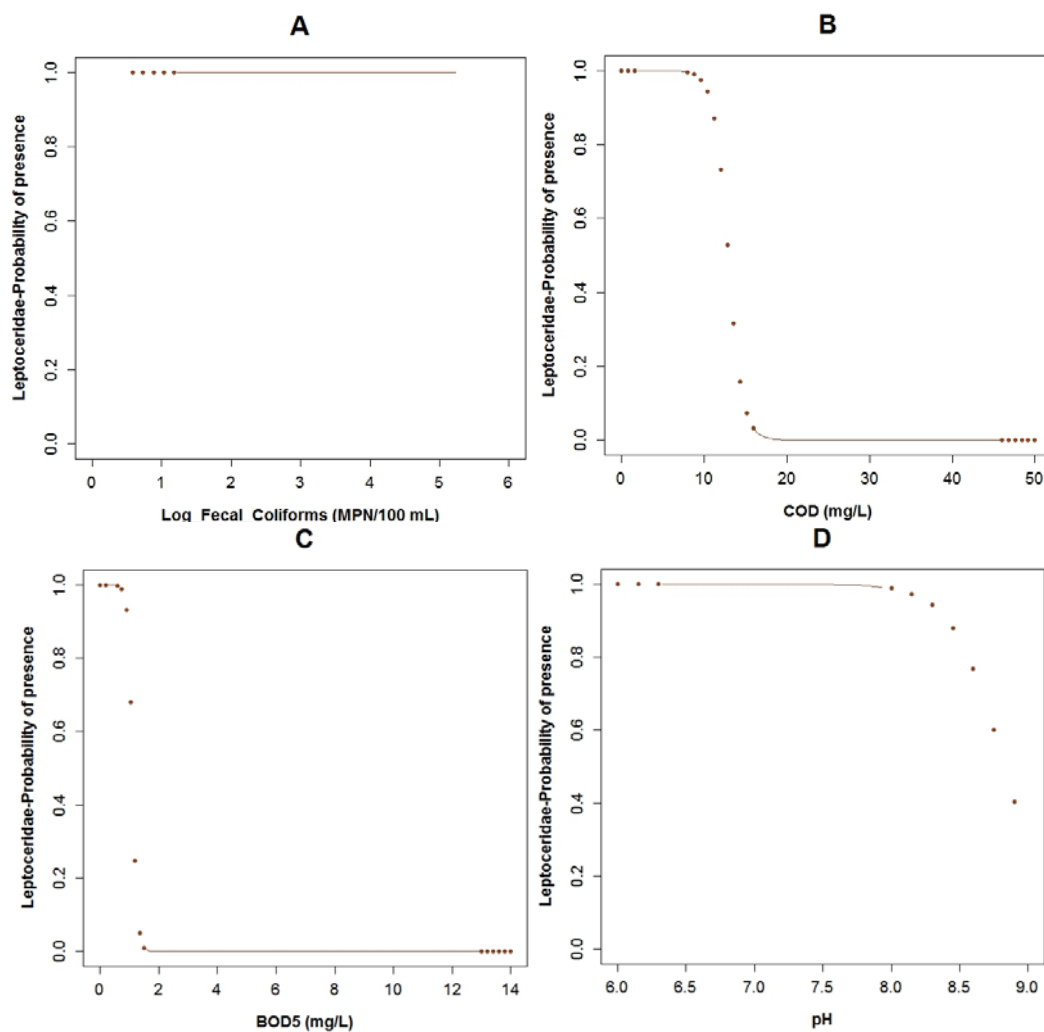 A
Leptoceridae-Probability of presence
1.0
0.8
0.6
0.4
0.2
0.0
0 1 2 3 4 5 6
Log_Fecal_Coliforms (MPN/100 mL)
B
Leptoceridae-Probability of presence
1.0
0.8
0.6
0.4
0.2
0.0
0 10 20 30 40 50
COD (mg/L)
C
Leptoceridae-Probability of presence
1.0
0.8
0.6
0.4
0.2
0.0
0 2 4 6 8 10 12 14
BOD5 (mg/L)
D
Leptoceridae-Probability of presence
1.0
0.8
0.6
0.4
0.2
0.0
6.0 6.5 7.0 7.5 8.0 8.5 9.0
pH